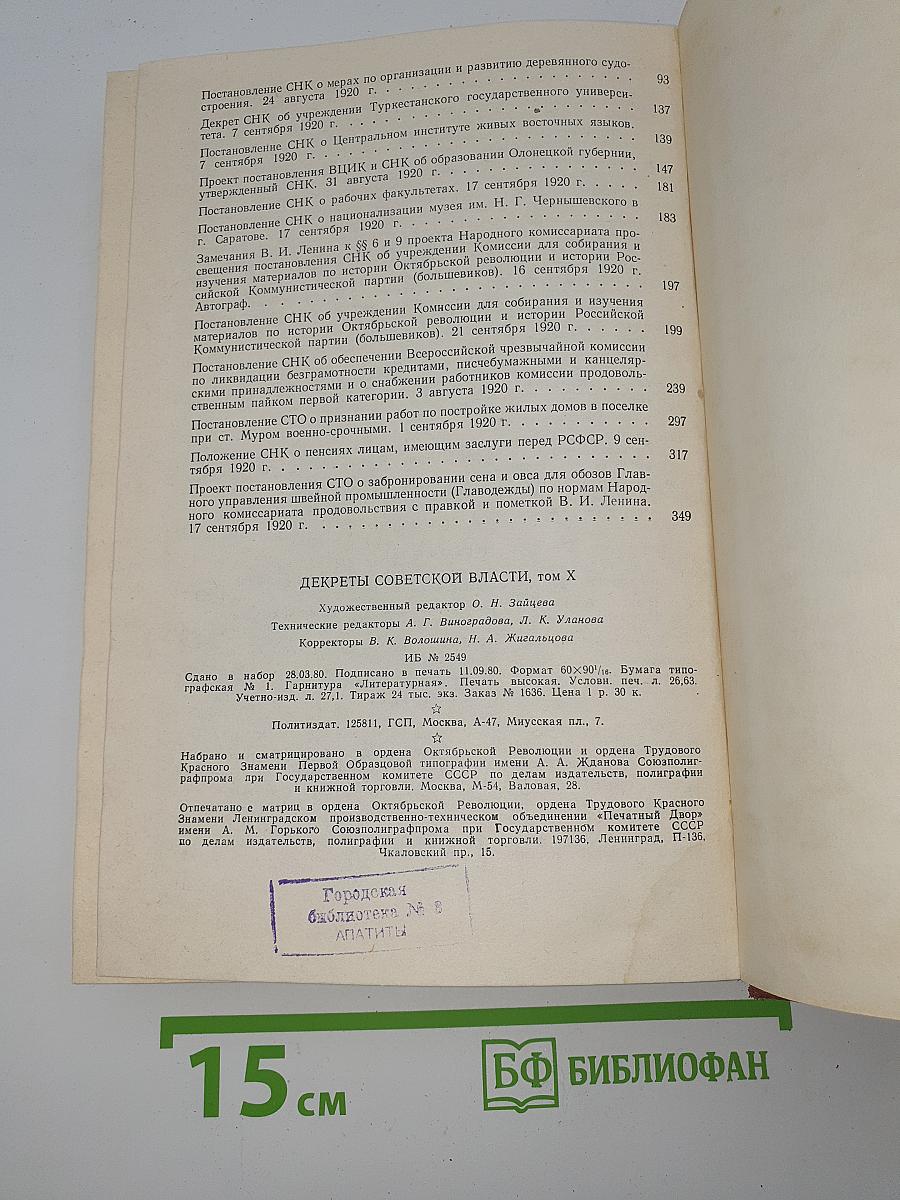 Постановление СНК о мерах по организации и развитию деревянного судо-
строения. 24 августа 1920 г. . . . . . . . . . . . . . . . . . . 93
Декрет СНК об учреждении Туркестанского государственного универси-
тета. 7 сентября 1920 г. . . . . . . . . . . . . . . . . . . . . 137
Постановление СНК о Центральном институте живых восточных языков.
7 сентября 1920 г. . . . . . . . . . . . . . . . . . . . . . . 139
Проект постановления ВЦИК и СНК об образовании Олонецкой губернии,
утвержденный СНК. 31 августа 1920 г. . . . . . . . . . . . . . . 147
Постановление СНК о рабочих факультетах. 17 сентября 1920 г. . . . . 181
Постановление СНК о национализации музея им. Н. Г. Чернышевского в
г. Саратове. 17 сентября 1920 г. . . . . . . . . . . . . . . . . 183
Замечания В. И. Ленина к §§ 6 и 9 проекта Народного комиссариата про-
свещения постановления СНК об учреждении Комиссии для собирания и
изучения материалов по истории Октябрьской революции и истории Рос-
сийской Коммунистической партии (большевиков). 16 сентября 1920 г.
Автограф. . . . . . . . . . . . . . . . . . . . . . . . . . . 197
Постановление СНК об учреждении Комиссии для собирания и изучения
материалов по истории Октябрьской революции и истории Российской
Коммунистической партии (большевиков). 21 сентября 1920 г. . . . . . 199
Постановление СНК об обеспечении Всероссийской чрезвычайной комиссии
по ликвидации безграмотности кредитами, писчебумажными и канцеляр-
скими принадлежностями и о снабжении работников комиссии продоволь-
ственным пайком первой категории. 3 августа 1920 г. . . . . . . . . 239
Постановление СТО о признании работ по постройке жилых домов в поселке
при ст. Муром военно-срочными. 1 сентября 1920 г. . . . . . . . . . 297
Положение СНК о пенсиях лицам, имеющим заслуги перед РСФСР. 9 сен-
тября 1920 г. . . . . . . . . . . . . . . . . . . . . . . . . . 317
Проект постановления СТО о забронировании сена и овса для обозов Глав-
ного управления швейной промышленности (Главодежды) по нормам Народ-
ного комиссариата продовольствия с правкой и пометкой В. И. Ленина.
17 сентября 1920 г. . . . . . . . . . . . . . . . . . . . . . . 349
ДЕКРЕТЫ СОВЕТСКОЙ ВЛАСТИ, том X
Художественный редактор О. Н. Зайцева
Технические редакторы А. Г. Виноградова, Л. К. Уланова
Корректоры В. К. Волошина, Н. А. Жигальцова
ИБ № 2549
Сдано в набор 28.03.80. Подписано в печать 11.09.80. Формат 60×90¹/₁₆. Бумага типо-
графская № 1. Гарнитура «Литературная». Печать высокая. Условн. печ. л. 26,63.
Учетно-изд. л. 27,1. Тираж 24 тыс. экз. Заказ № 1636. Цена 1 р. 30 к.
Политиздат. 125811, ГСП, Москва, А-47, Миусская пл., 7.
Набрано и сматрицировано в ордена Октябрьской Революции и ордена Трудового
Красного Знамени Первой Образцовой типографии имени А. А. Жданова Союзполиг-
рафпрома при Государственном комитете СССР по делам издательств, полиграфии
и книжной торговли. Москва, М-54, Валовая, 28.
Отпечатано с матриц в ордена Октябрьской Революции, ордена Трудового Красного
Знамени Ленинградском производственно-техническом объединении «Печатный Двор»
имени А. М. Горького Союзполиграфпрома при Государственном комитете СССР
по делам издательств, полиграфии и книжной торговли. 197136, Ленинград, П-136,
Чкаловский пр., 15.
Городская
библиотека № 8
АПАТИТЫ
15 см
БФ БИБЛИОФАН